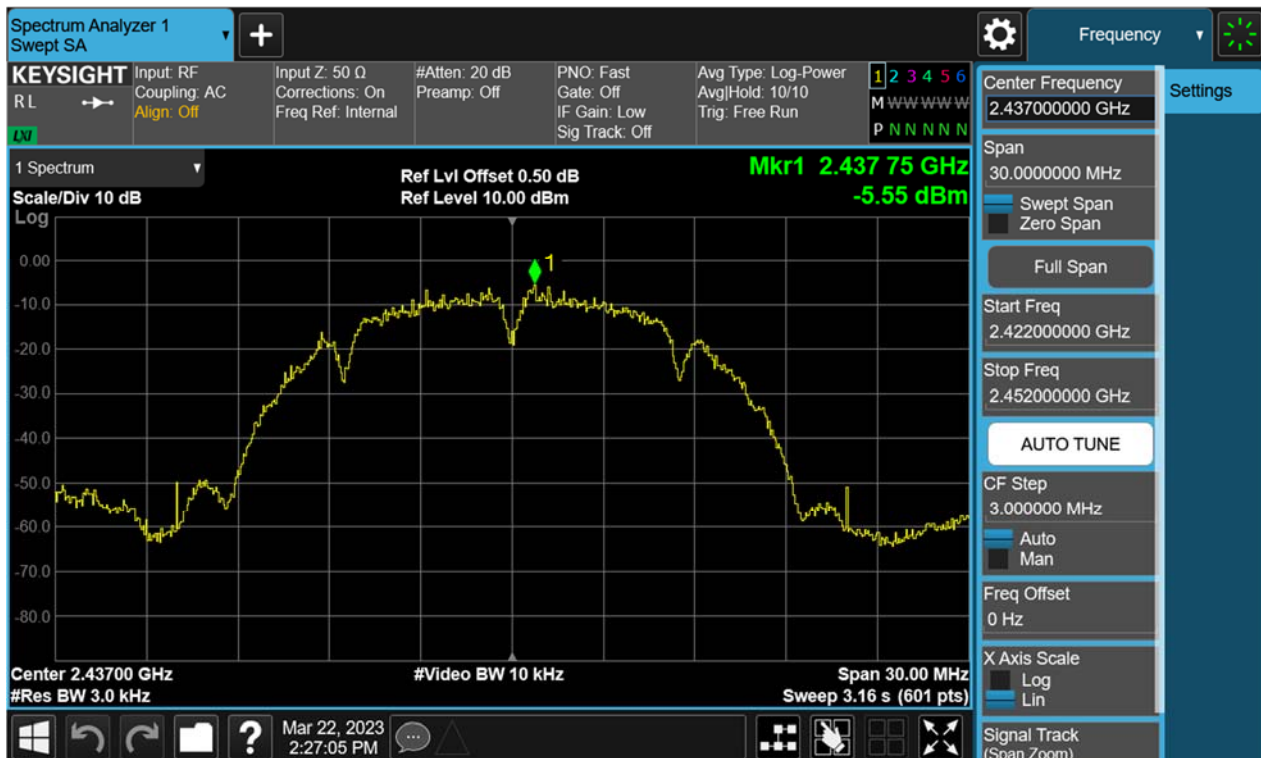 Spectrum Analyzer 1
Swept SA
+
Frequency
KEYSIGHT
R L
LXI
Input: RF
Coupling: AC
Align: Off
Input Z: 50 Ω
Corrections: On
Freq Ref: Internal
#Atten: 20 dB
Preamp: Off
PNO: Fast
Gate: Off
IF Gain: Low
Sig Track: Off
Avg Type: Log-Power
Avg|Hold: 10/10
Trig: Free Run
1 2 3 4 5 6
M W W W W W
P N N N N N
1 Spectrum
Scale/Div 10 dB
Log
Ref Lvl Offset 0.50 dB
Ref Level 10.00 dBm
Mkr1 2.437 75 GHz
-5.55 dBm
1
0.00
-10.0
-20.0
-30.0
-40.0
-50.0
-60.0
-70.0
-80.0
Center 2.43700 GHz
#Res BW 3.0 kHz
#Video BW 10 kHz
Span 30.00 MHz
Sweep 3.16 s (601 pts)
Center Frequency
2.437000000 GHz
Settings
Span
30.0000000 MHz
Swept Span
Zero Span
Full Span
Start Freq
2.422000000 GHz
Stop Freq
2.452000000 GHz
AUTO TUNE
CF Step
3.000000 MHz
Auto
Man
Freq Offset
0 Hz
X Axis Scale
Log
Lin
Signal Track
(Span Zoom)
?
Mar 22, 2023
2:27:05 PM